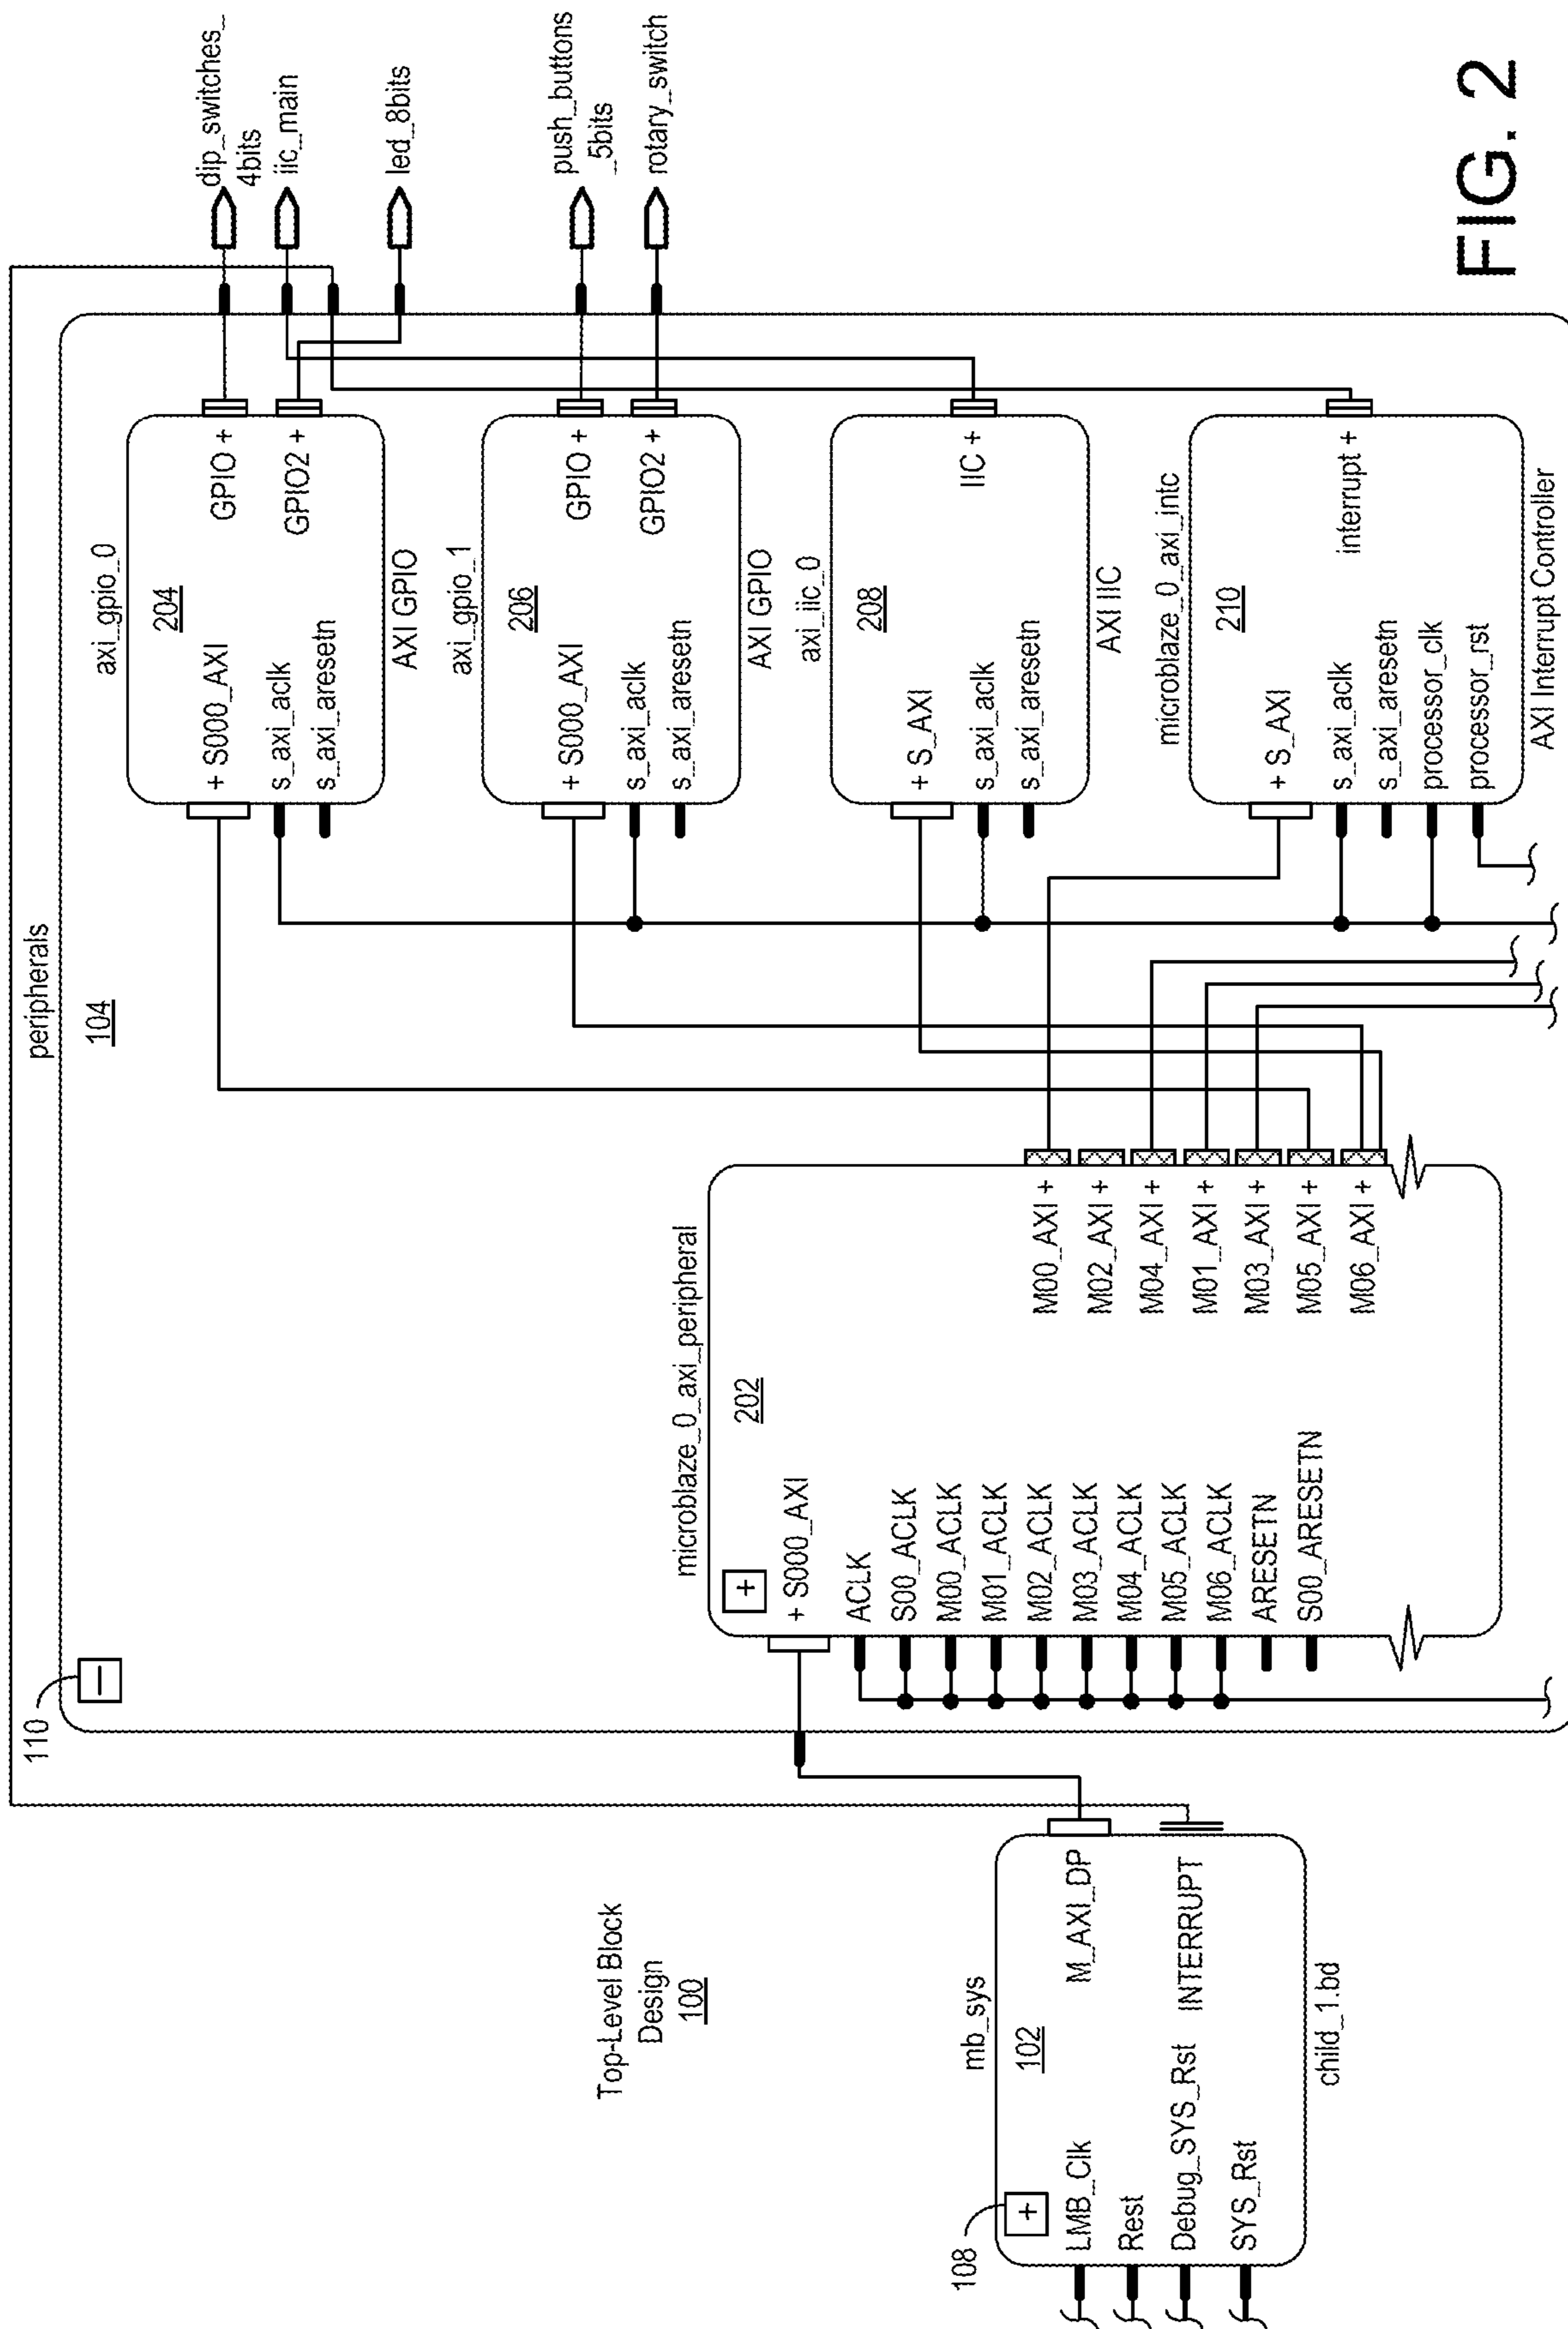 peripherals
110
104
Top-Level Block
Design
100
mb_sys
108
+
102
LMB_Clk
Rest
Debug_SYS_Rst
SYS_Rst
M_AXI_DP
INTERRUPT
child_1.bd
microblaze_0_axi_peripheral
+
202
+ S000_AXI
ACLK
S00_ACLK
M00_ACLK
M01_ACLK
M02_ACLK
M03_ACLK
M04_ACLK
M05_ACLK
M06_ACLK
ARESETN
S00_ARESETN
M00_AXI +
M02_AXI +
M04_AXI +
M01_AXI +
M03_AXI +
M05_AXI +
M06_AXI +
axi_gpio_0
204
+ S000_AXI
s_axi_aclk
s_axi_aresetn
GPIO +
GPIO2 +
AXI GPIO
axi_gpio_1
206
+ S000_AXI
s_axi_aclk
s_axi_aresetn
GPIO +
GPIO2 +
AXI GPIO
axi_iic_0
208
+ S_AXI
s_axi_aclk
s_axi_aresetn
IIC +
AXI IIC
microblaze_0_axi_intc
210
+ S_AXI
s_axi_aclk
s_axi_aresetn
processor_clk
processor_rst
interrupt +
AXI Interrupt Controller
dip_switches_
4bits
iic_main
led_8bits
push_buttons
_5bits
rotary_switch
FIG. 2